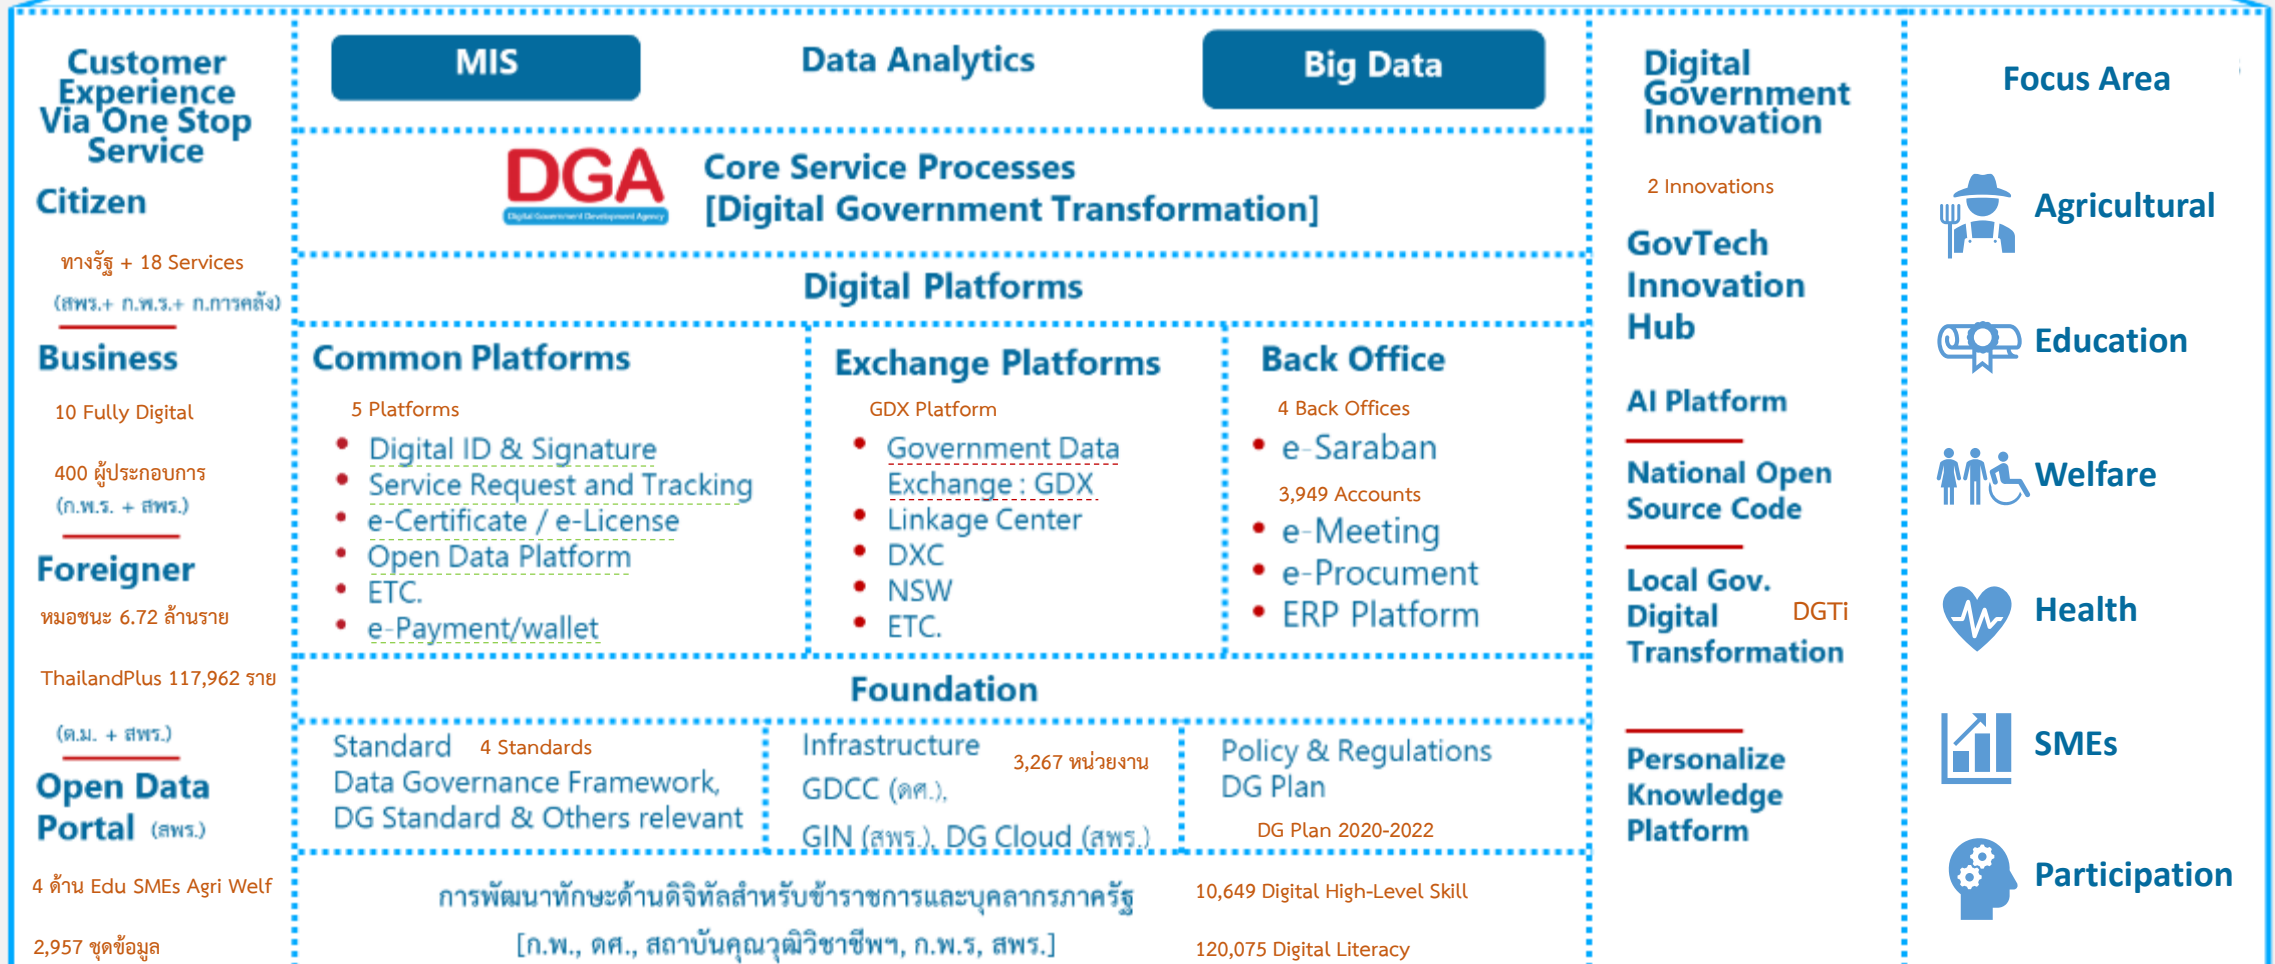 Customer
Experience
Via One Stop
Service
Citizen
ทางรัฐ + 18 Services
(สพร.+ ก.พ.ร.+ ก.การคลัง)
Business
10 Fully Digital
400 ผู้ประกอบการ
(ก.พ.ร. + สพร.)
Foreigner
หมอชนะ 6.72 ล้านราย
ThailandPlus 117,962 ราย
(ต.ม. + สพร.)
Open Data
Portal (สพร.)
4 ด้าน Edu SMEs Agri Welf
2,957 ชุดข้อมูล
MIS
Data Analytics
Big Data
DGA
Digital Government Development Agency
Core Service Processes
[Digital Government Transformation]
Digital Platforms
Common Platforms
5 Platforms
• Digital ID & Signature
• Service Request and Tracking
• e-Certificate / e-License
• Open Data Platform
• ETC.
• e-Payment/wallet
Exchange Platforms
GDX Platform
• Government Data
Exchange : GDX
• Linkage Center
• DXC
• NSW
• ETC.
Back Office
4 Back Offices
• e-Saraban
3,949 Accounts
• e-Meeting
• e-Procument
• ERP Platform
Foundation
Standard 4 Standards
Data Governance Framework,
DG Standard & Others relevant
Infrastructure
3,267 หน่วยงาน
GDCC (ดศ.),
GIN (สพร.), DG Cloud (สพร.)
Policy & Regulations
DG Plan
DG Plan 2020-2022
การพัฒนาทักษะด้านดิจิทัลสำหรับข้าราชการและบุคลากรภาครัฐ
[ก.พ., ดศ., สถาบันคุณวุฒิวิชาชีพฯ, ก.พ.ร, สพร.]
10,649 Digital High-Level Skill
120,075 Digital Literacy
Digital
Government
Innovation
2 Innovations
GovTech
Innovation
Hub
AI Platform
National Open
Source Code
Local Gov.
Digital DGTi
Transformation
Personalize
Knowledge
Platform
Focus Area
Agricultural
Education
Welfare
Health
SMEs
Participation